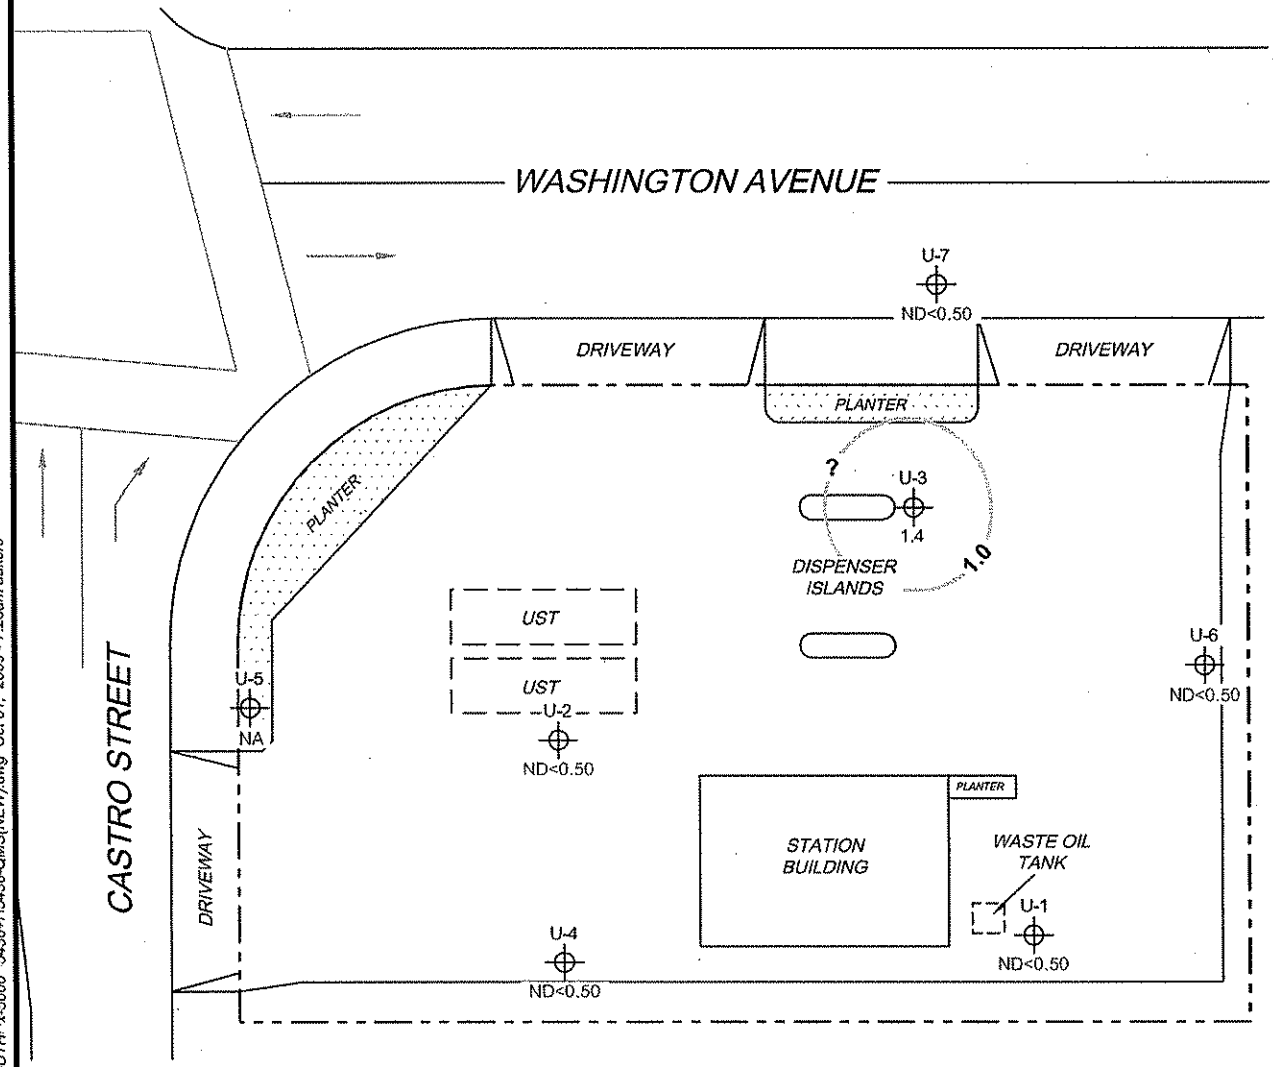 WASHINGTON AVENUE
U-7
ND<0.50
DRIVEWAY
DRIVEWAY
PLANTER
?
U-3
1.4
1.0
PLANTER
DISPENSER
ISLANDS
UST
UST
U-6
ND<0.50
U-5
NA
U-2
ND<0.50
CASTRO STREET
DRIVEWAY
PLANTER
STATION
BUILDING
WASTE OIL
TANK
U-1
ND<0.50
U-4
ND<0.50